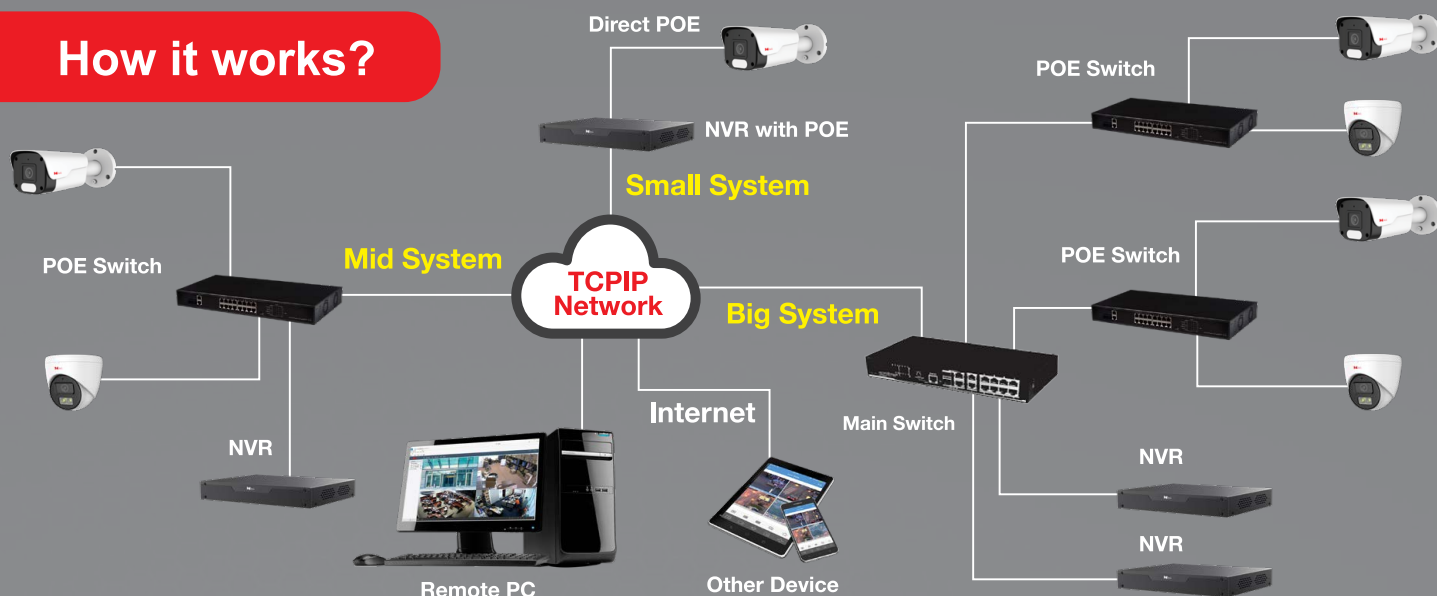 How it works?
Direct POE
NVR with POE
Small System
POE Switch
POE Switch
Mid System
TCPIP
Network
Big System
POE Switch
Internet
Main Switch
NVR
NVR
NVR
Remote PC
Other Device